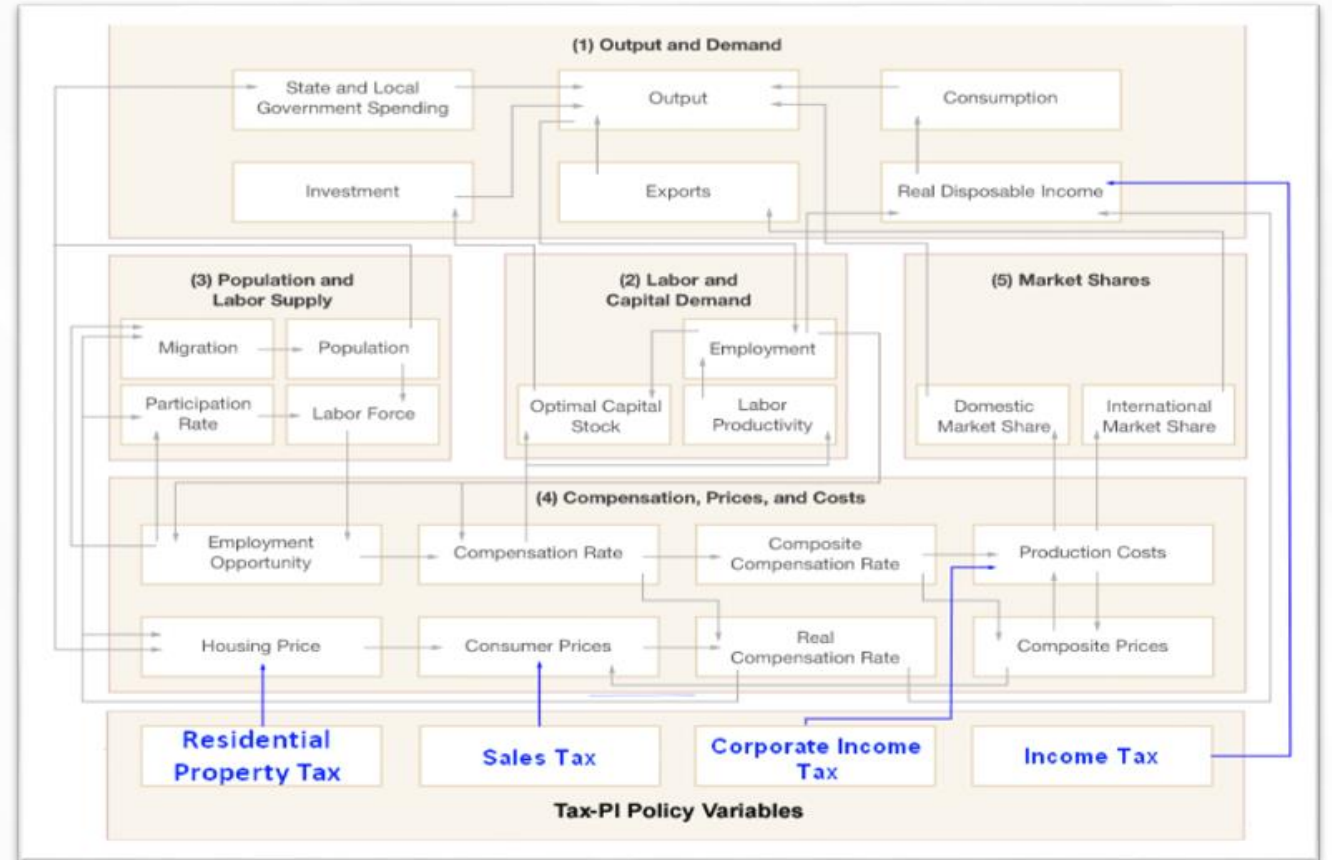 (1) Output and Demand
State and Local
Government Spending
Output
Consumption
Investment
Exports
Real Disposable Income
(3) Population and
Labor Supply
Migration
Population
Participation
Rate
Labor Force
(2) Labor and
Capital Demand
Employment
Optimal Capital
Stock
Labor
Productivity
(5) Market Shares
Domestic
Market Share
International
Market Share
(4) Compensation, Prices, and Costs
Employment
Opportunity
Compensation Rate
Composite
Compensation Rate
Production Costs
Housing Price
Consumer Prices
Real
Compensation Rate
Composite Prices
Residential
Property Tax
Sales Tax
Corporate Income
Tax
Income Tax
Tax-PI Policy Variables